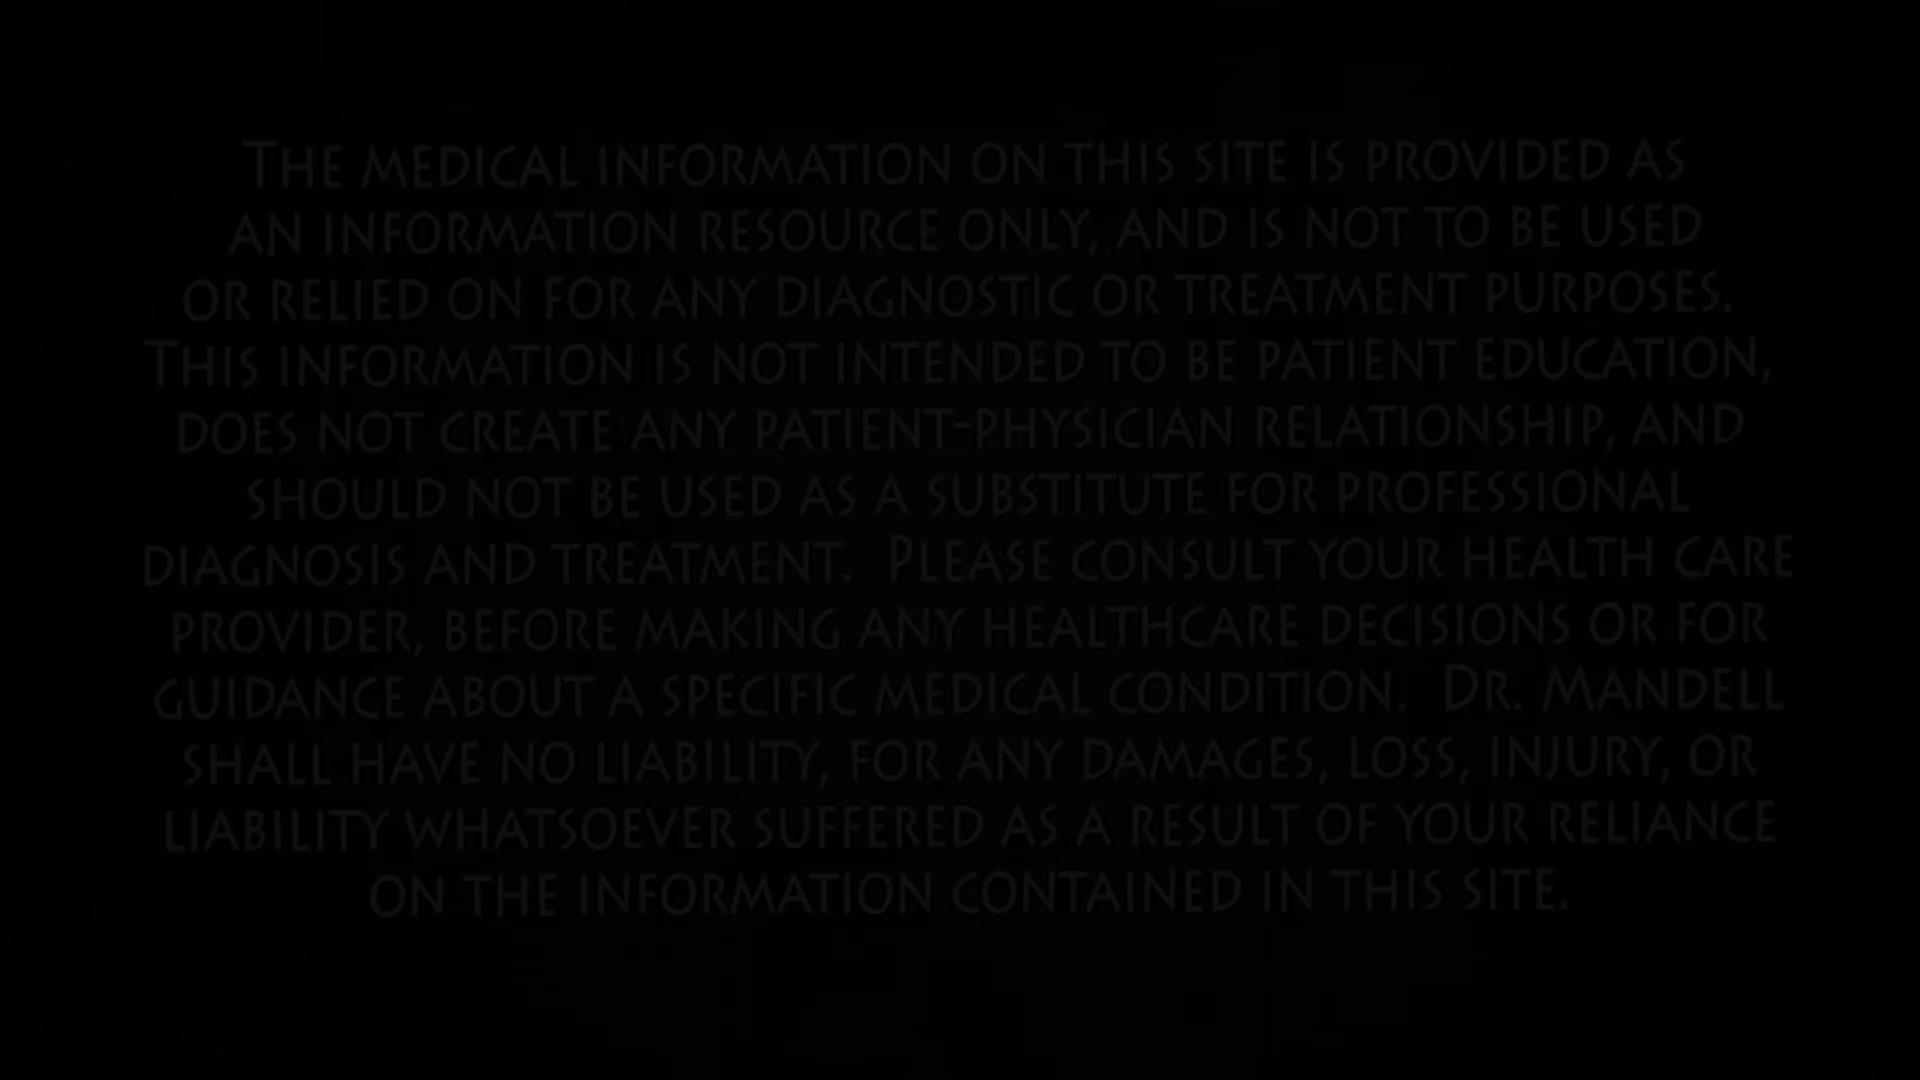 The medical information on this site is provided as
an information resource only, and is not to be used
or relied on for any diagnostic or treatment purposes.
This information is not intended to be patient education,
does not create any patient-physician relationship, and
should not be used as a substitute for professional
diagnosis and treatment. Please consult your health care
provider, before making any healthcare decisions or for
guidance about a specific medical condition. Dr. Mandell
shall have no liability, for any damages, loss, injury, or
liability whatsoever suffered as a result of your reliance
on the information contained in this site.